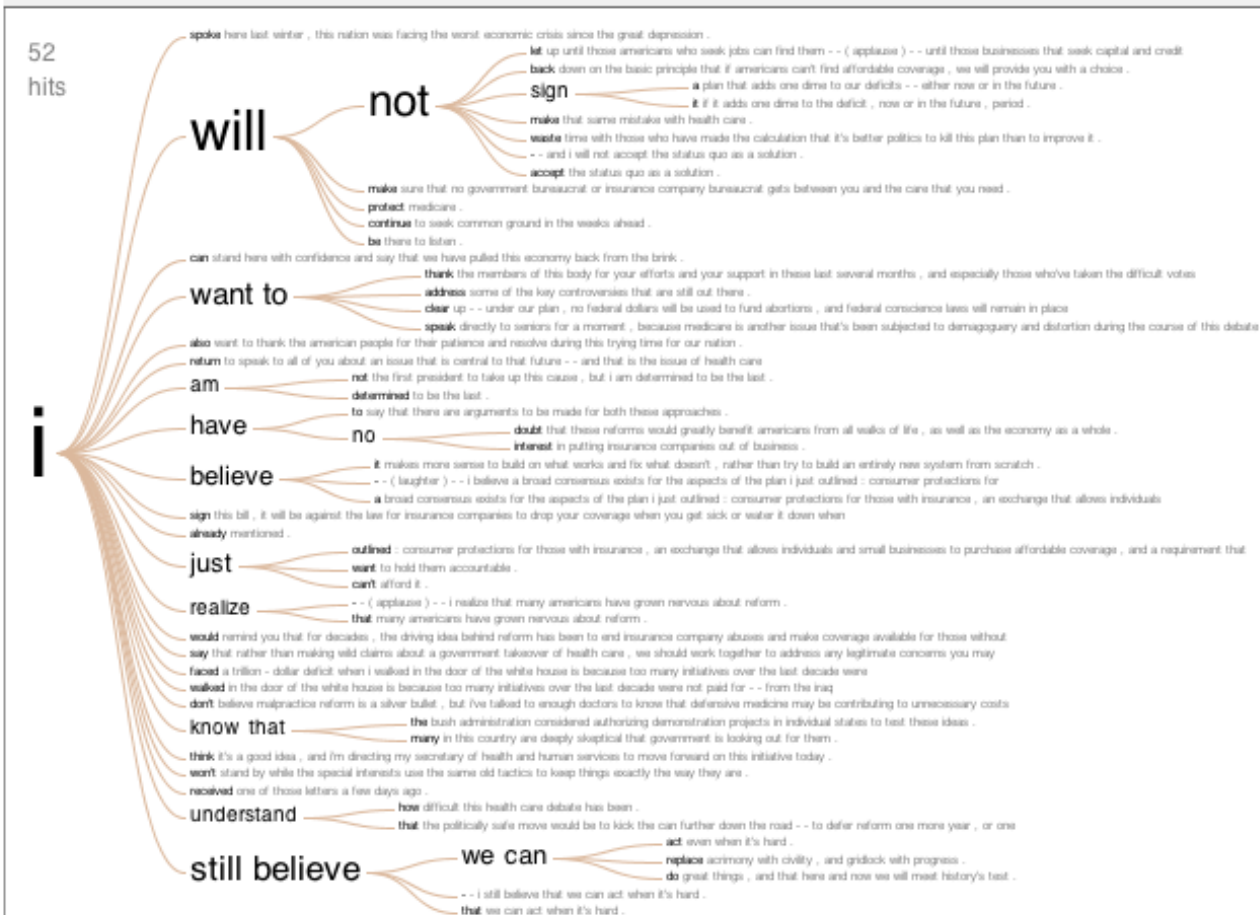 52
hits
i
spoke here last winter , this nation was facing the worst economic crisis since the great depression .
will
not
let up until those americans who seek jobs can find them - - ( applause ) - - until those businesses that seek capital and credit
back down on the basic principle that if americans can't find affordable coverage , we will provide you with a choice .
sign
a plan that adds one dime to our deficits - - either now or in the future .
it if it adds one dime to the deficit , now or in the future , period .
make that same mistake with health care .
waste time with those who have made the calculation that it's better politics to kill this plan than to improve it .
- - and i will not accept the status quo as a solution .
accept the status quo as a solution .
make sure that no government bureaucrat or insurance company bureaucrat gets between you and the care that you need .
protect medicare .
continue to seek common ground in the weeks ahead .
be there to listen .
can stand here with confidence and say that we have pulled this economy back from the brink .
want to
thank the members of this body for your efforts and your support in these last several months , and especially those who've taken the difficult votes
address some of the key controversies that are still out there .
clear up - - under our plan , no federal dollars will be used to fund abortions , and federal conscience laws will remain in place
speak directly to seniors for a moment , because medicare is another issue that's been subjected to demagoguery and distortion during the course of this debate
also want to thank the american people for their patience and resolve during this trying time for our nation .
return to speak to all of you about an issue that is central to that future - - and that is the issue of health care
am
not the first president to take up this cause , but i am determined to be the last .
determined to be the last .
have
to say that there are arguments to be made for both these approaches .
no
doubt that these reforms would greatly benefit americans from all walks of life , as well as the economy as a whole .
interest in putting insurance companies out of business .
believe
it makes more sense to build on what works and fix what doesn't , rather than try to build an entirely new system from scratch .
- - ( laughter ) - - i believe a broad consensus exists for the aspects of the plan i just outlined : consumer protections for
a broad consensus exists for the aspects of the plan i just outlined : consumer protections for those with insurance , an exchange that allows individuals
sign this bill , it will be against the law for insurance companies to drop your coverage when you get sick or water it down when
already mentioned .
just
outlined : consumer protections for those with insurance , an exchange that allows individuals and small businesses to purchase affordable coverage , and a requirement that
want to hold them accountable .
can't afford it .
realize
- - ( applause ) - - i realize that many americans have grown nervous about reform .
that many americans have grown nervous about reform .
would remind you that for decades , the driving idea behind reform has been to end insurance company abuses and make coverage available for those without
say that rather than making wild claims about a government takeover of health care , we should work together to address any legitimate concerns you may
faced a trillion - dollar deficit when i walked in the door of the white house is because too many initiatives over the last decade were
walked in the door of the white house is because too many initiatives over the last decade were not paid for - - from the iraq
don't believe malpractice reform is a silver bullet , but i've talked to enough doctors to know that defensive medicine may be contributing to unnecessary costs
know that
the bush administration considered authorizing demonstration projects in individual states to test these ideas .
many in this country are deeply skeptical that government is looking out for them .
think it's a good idea , and i'm directing my secretary of health and human services to move forward on this initiative today .
won't stand by while the special interests use the same old tactics to keep things exactly the way they are .
received one of those letters a few days ago .
understand
how difficult this health care debate has been .
that the politically safe move would be to kick the can further down the road - - to defer reform one more year , or one
still believe
we can
act even when it's hard .
replace acrimony with civility , and gridlock with progress .
do great things , and that here and now we will meet history's test .
- - i still believe that we can act when it's hard .
that we can act when it's hard .